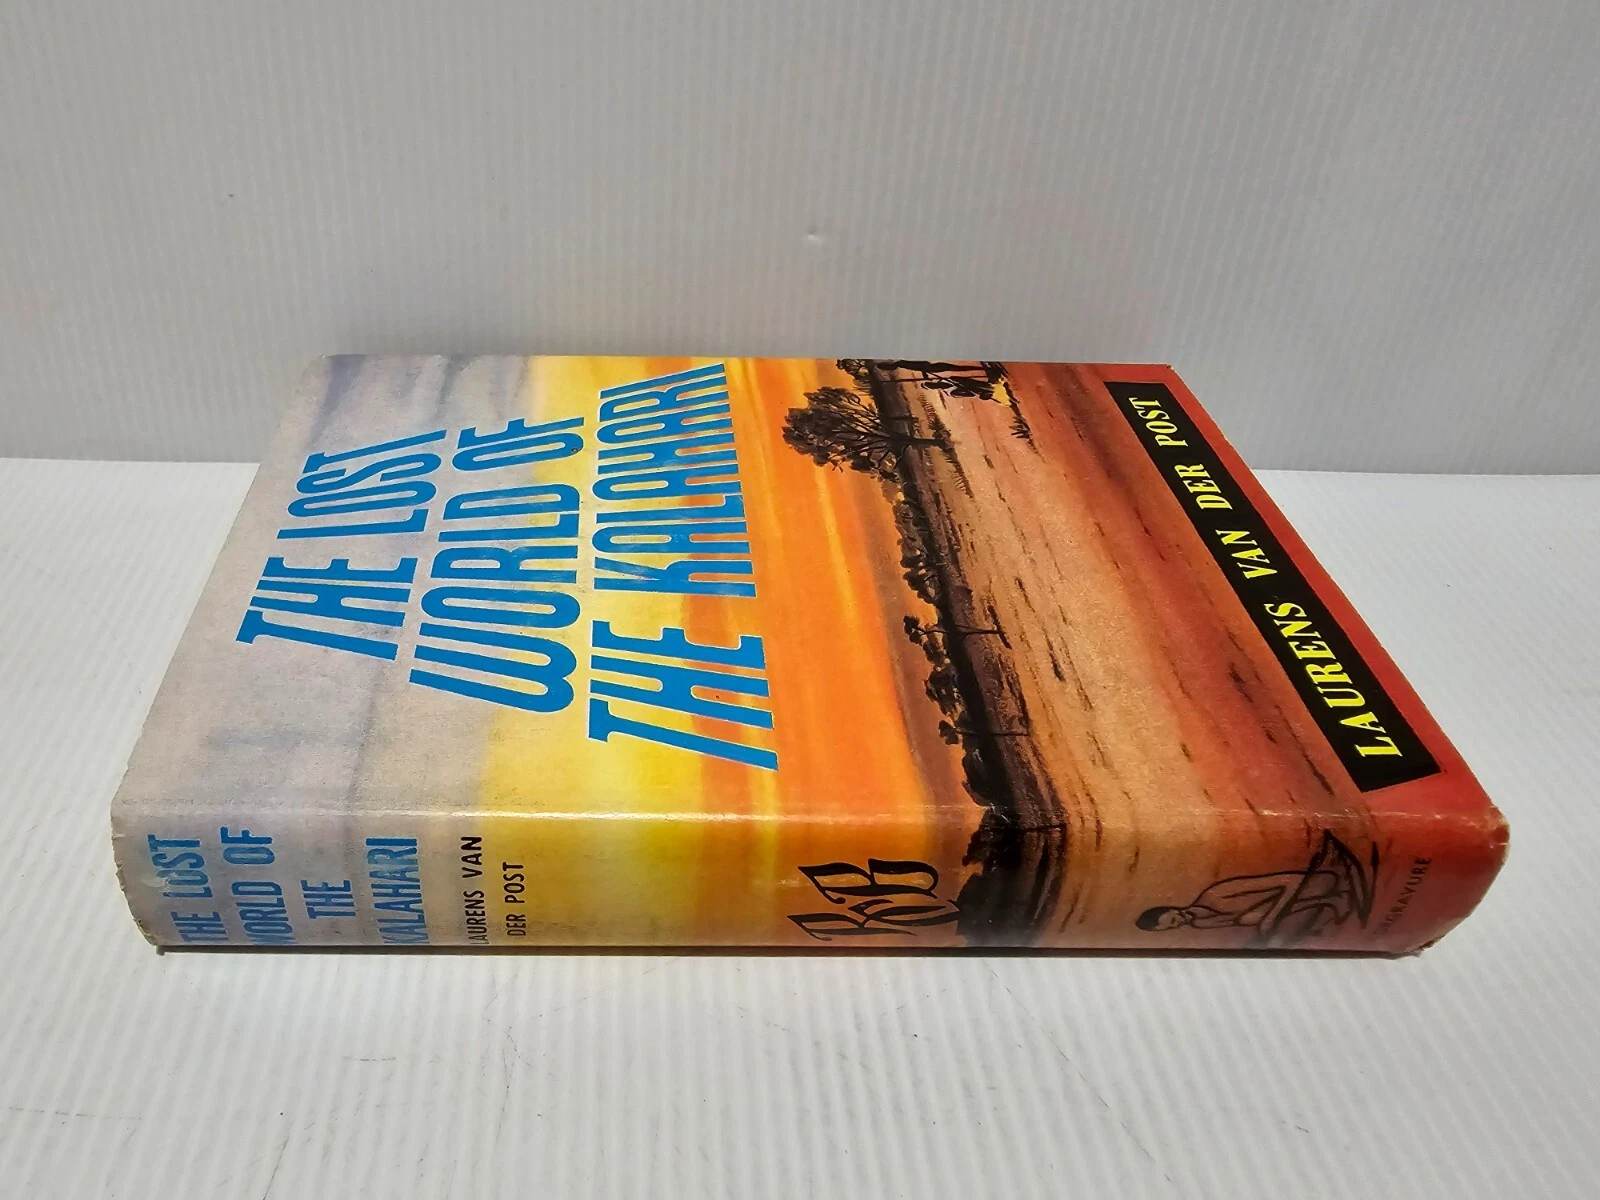 THE LOST
WORLD OF
THE KALAHARI
LAURENS VAN DER POST
THE LOST
WORLD OF
THE
KALAHARI
LAURENS VAN
DER POST